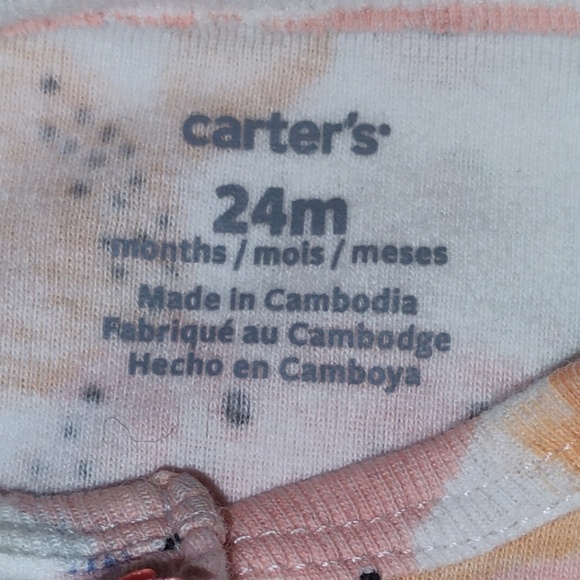 carter's
24m
months / mois / meses
Made in Cambodia
Fabriqué au Cambodge
Hecho en Camboya